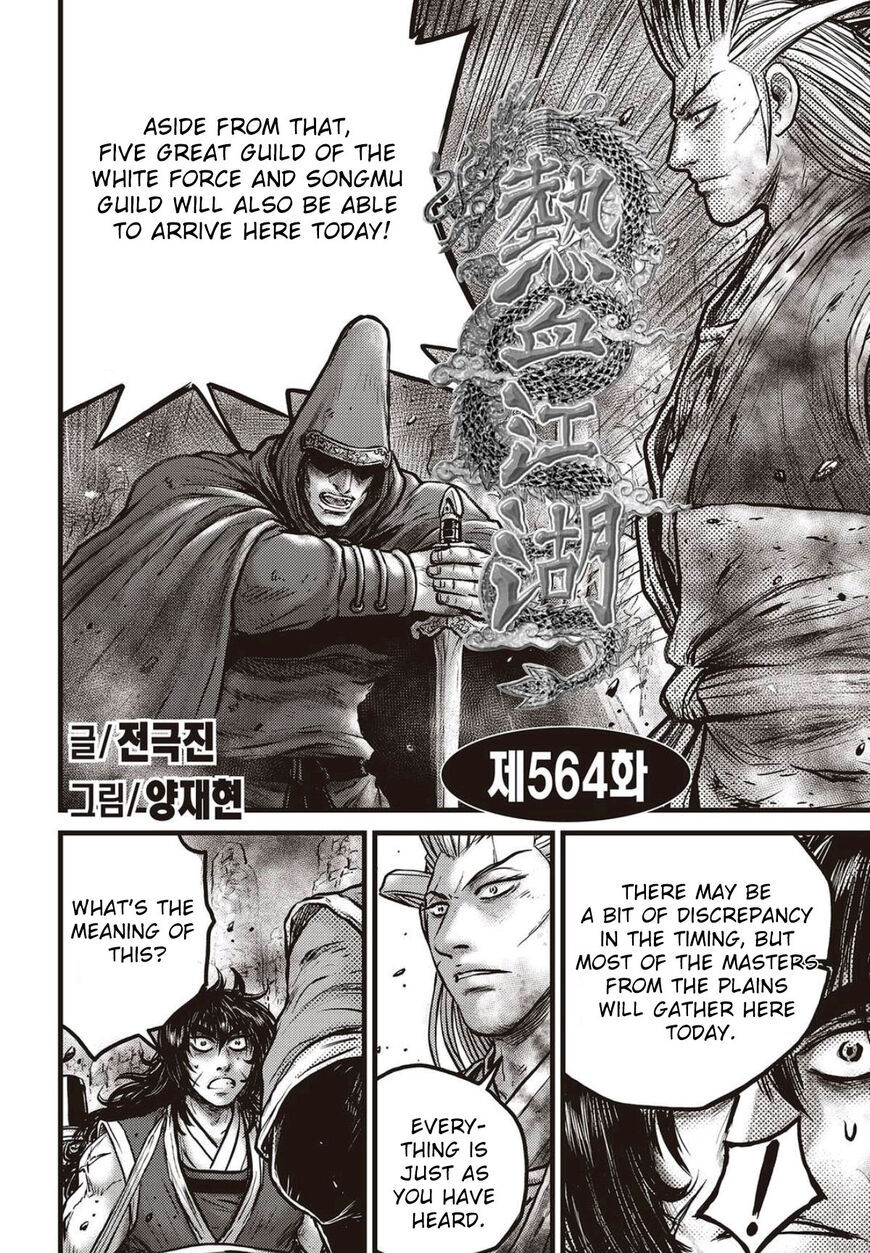 ASIDE FROM THAT,
FIVE GREAT GUILD OF THE
WHITE FORCE AND SONGMU
GUILD WILL ALSO BE ABLE
TO ARRIVE HERE TODAY!
熱血江湖
글/전극진
그림/양재현
제564화
WHAT'S THE
MEANING OF
THIS?
EVERY-
THING IS
JUST AS
YOU HAVE
HEARD.
THERE MAY BE
A BIT OF DISCREPANCY
IN THE TIMING, BUT
MOST OF THE MASTERS
FROM THE PLAINS
WILL GATHER HERE
TODAY.
!